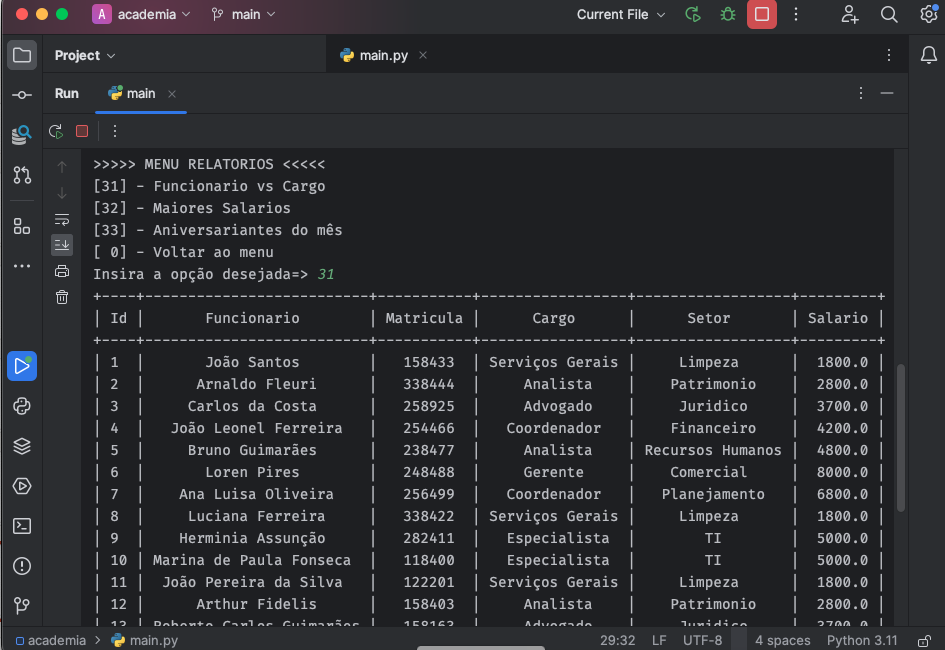 A academia main Current File
Project main.py
Run main
>>>>> MENU RELATORIOS <<<<<
[31] - Funcionario vs Cargo
[32] - Maiores Salarios
[33] - Aniversariantes do mês
[ 0] - Voltar ao menu
Insira a opção desejada=> 31
+----+--------------------------+-----------+-----------------+------------------+---------+
| Id | Funcionario | Matricula | Cargo | Setor | Salario |
+----+--------------------------+-----------+-----------------+------------------+---------+
| 1 | João Santos | 158433 | Serviços Gerais | Limpeza | 1800.0 |
| 2 | Arnaldo Fleuri | 338444 | Analista | Patrimonio | 2800.0 |
| 3 | Carlos da Costa | 258925 | Advogado | Juridico | 3700.0 |
| 4 | João Leonel Ferreira | 254466 | Coordenador | Financeiro | 4200.0 |
| 5 | Bruno Guimarães | 238477 | Analista | Recursos Humanos | 4800.0 |
| 6 | Loren Pires | 248488 | Gerente | Comercial | 8000.0 |
| 7 | Ana Luisa Oliveira | 256499 | Coordenador | Planejamento | 6800.0 |
| 8 | Luciana Ferreira | 338422 | Serviços Gerais | Limpeza | 1800.0 |
| 9 | Herminia Assunção | 282411 | Especialista | TI | 5000.0 |
| 10 | Marina de Paula Fonseca | 118400 | Especialista | TI | 5000.0 |
| 11 | João Pereira da Silva | 122201 | Serviços Gerais | Limpeza | 1800.0 |
| 12 | Arthur Fidelis | 158403 | Analista | Patrimonio | 2800.0 |
| 13 | Roberto Carlos Guimarães | 158163 | Advogado | Juridico | 3700.0 |
academia > main.py 29:32 LF UTF-8 4 spaces Python 3.11